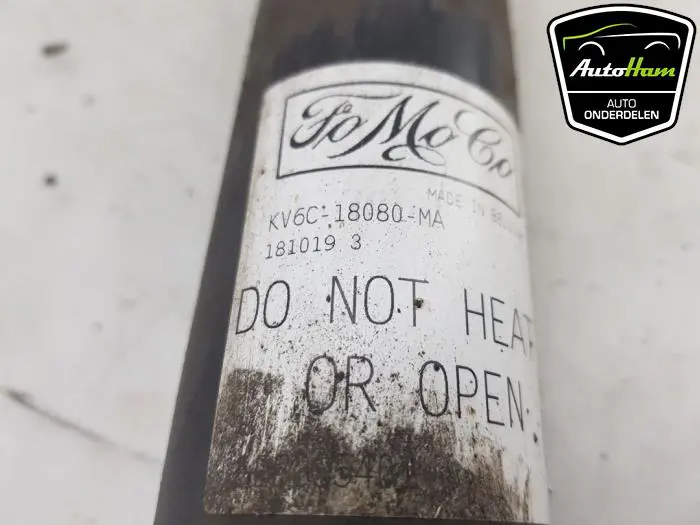 FoMoCo
MADE IN
KV6C-18080-MA
181019 3
DO NOT HEAT
OR OPEN
AutoHam
AUTO
ONDERDELEN